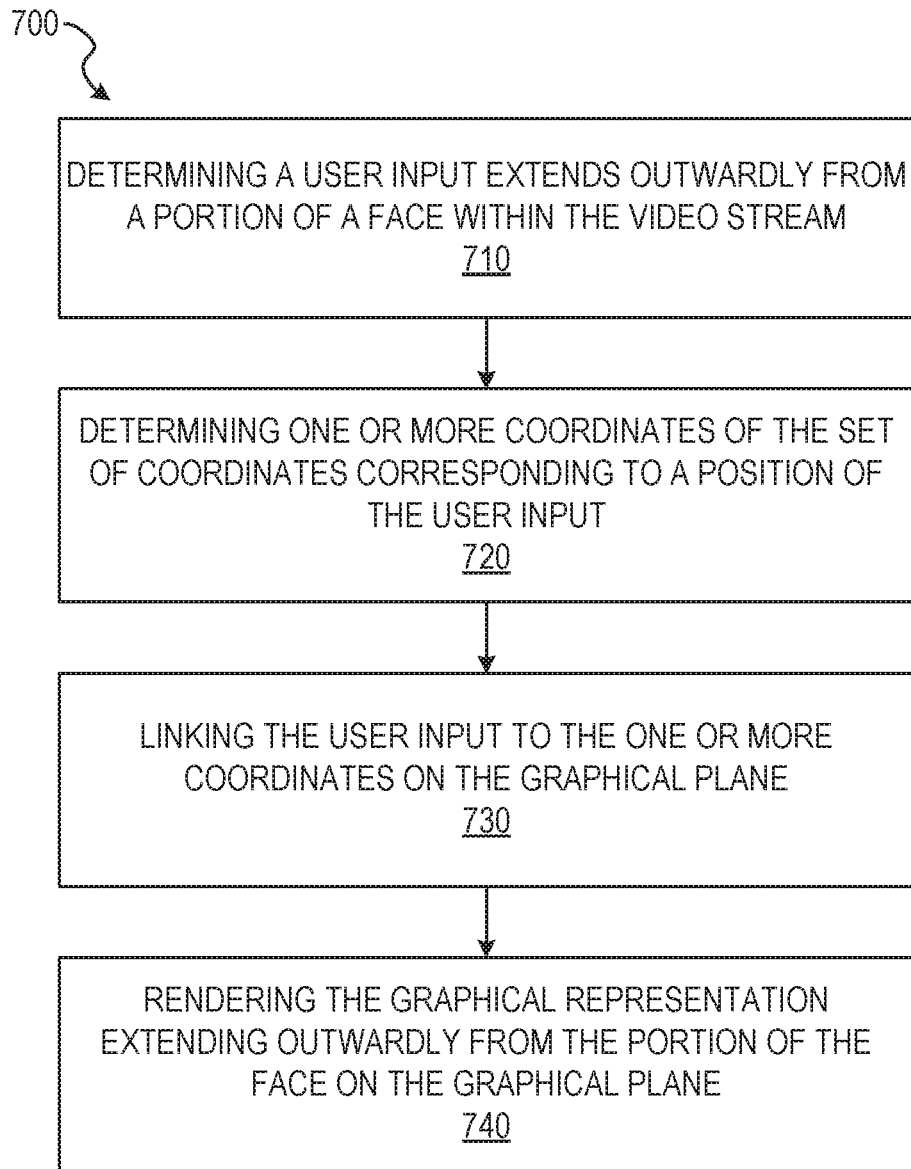 700
DETERMINING A USER INPUT EXTENDS OUTWARDLY FROM
A PORTION OF A FACE WITHIN THE VIDEO STREAM
710
DETERMINING ONE OR MORE COORDINATES OF THE SET
OF COORDINATES CORRESPONDING TO A POSITION OF
THE USER INPUT
720
LINKING THE USER INPUT TO THE ONE OR MORE
COORDINATES ON THE GRAPHICAL PLANE
730
RENDERING THE GRAPHICAL REPRESENTATION
EXTENDING OUTWARDLY FROM THE PORTION OF THE
FACE ON THE GRAPHICAL PLANE
740